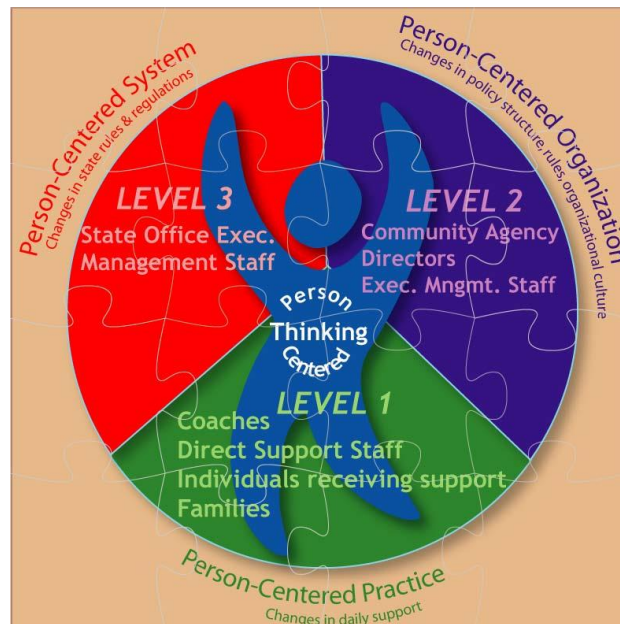 Person-Centered System
Changes in state rules & regulations
Person-Centered Organization
Changes in policy structure, rules, organizational culture
LEVEL 3
State Office Exec.
Management Staff
LEVEL 2
Community Agency
Directors
Exec. Mngmt. Staff
Person
Thinking
Centered
LEVEL 1
Coaches
Direct Support Staff
Individuals receiving support
Families
Person-Centered Practice
Changes in daily support